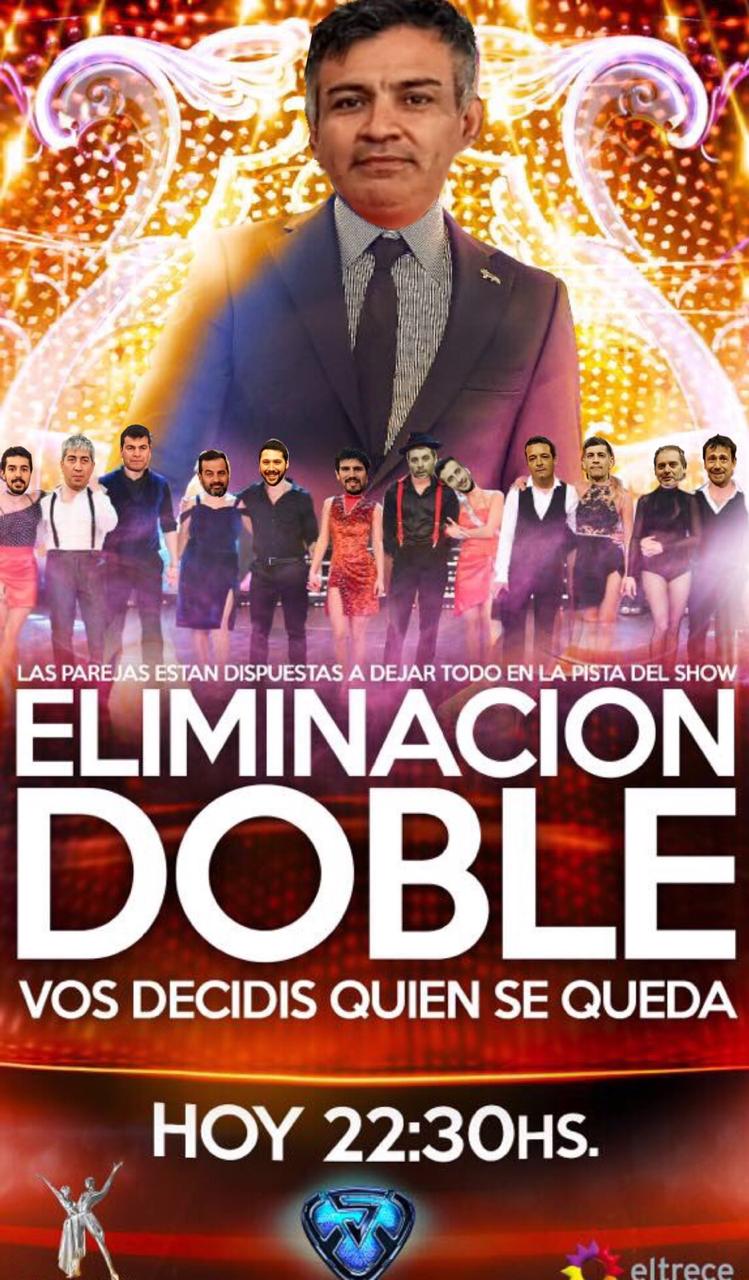 LAS PAREJAS ESTAN DISPUESTAS A DEJAR TODO EN LA PISTA DEL SHOW
ELIMINACION
DOBLE
VOS DECIDIS QUIEN SE QUEDA
HOY 22:30HS.
eltrece